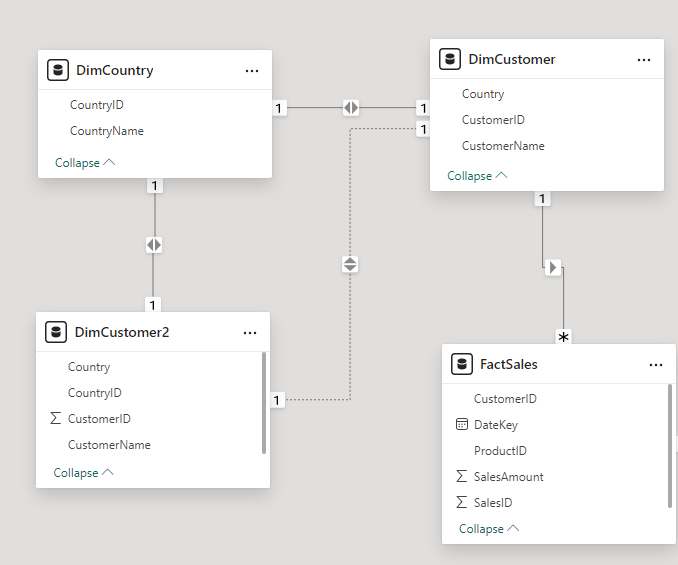 DimCountry
CountryID
CountryName
Collapse
1
1
1
DimCustomer
Country
CustomerID
CustomerName
Collapse
1
1
1
DimCustomer2
Country
CountryID
CustomerID
CustomerName
Collapse
1
*
FactSales
CustomerID
DateKey
ProductID
SalesAmount
SalesID
Collapse